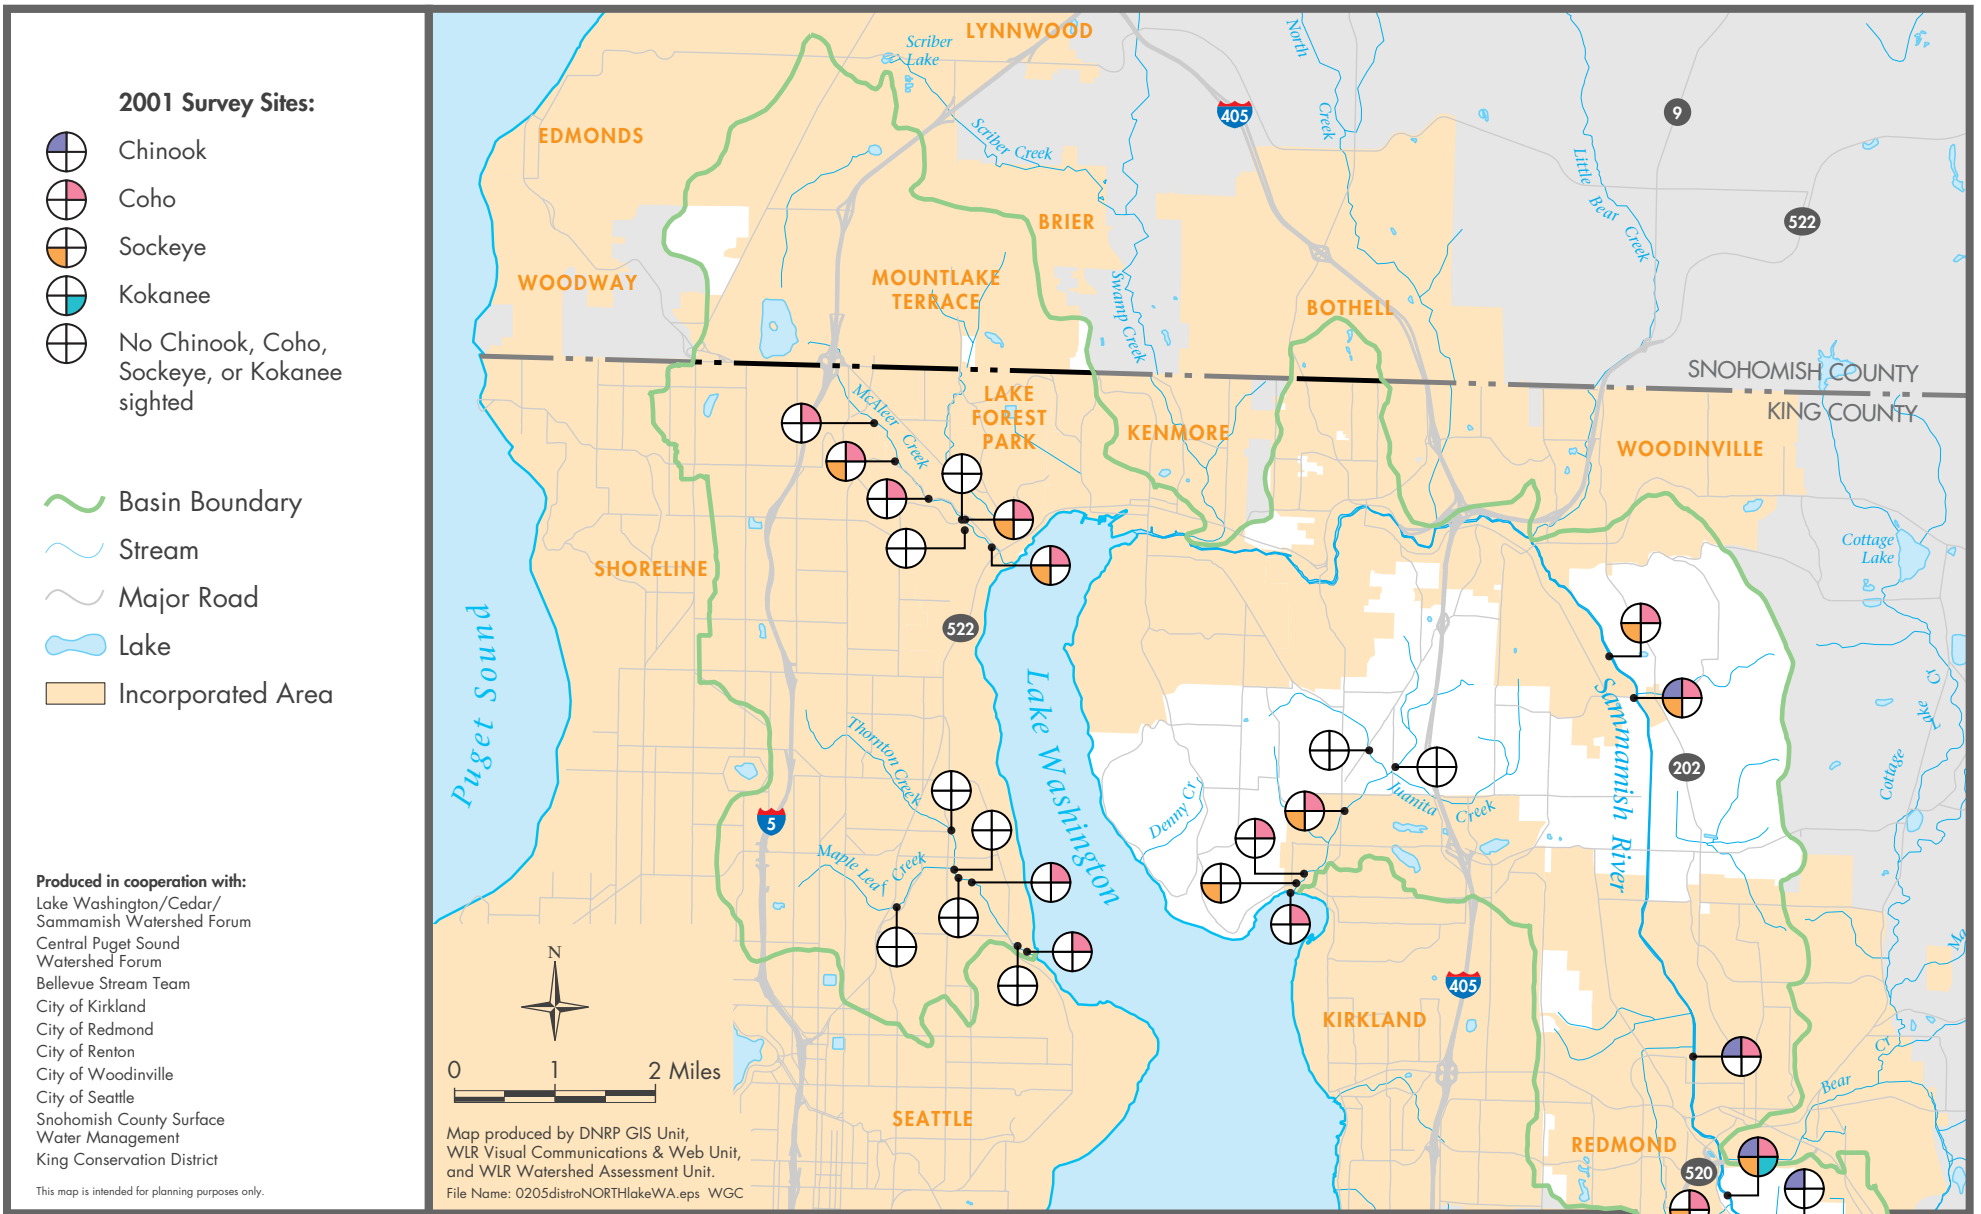 2001 Survey Sites:
Chinook
Coho
Sockeye
Kokanee
No Chinook, Coho,
Sockeye, or Kokanee
sighted
Basin Boundary
Stream
Major Road
Lake
Incorporated Area
Produced in cooperation with:
Lake Washington/Cedar/
Sammamish Watershed Forum
Central Puget Sound
Watershed Forum
Bellevue Stream Team
City of Kirkland
City of Redmond
City of Renton
City of Woodinville
City of Seattle
Snohomish County Surface
Water Management
King Conservation District
This map is intended for planning purposes only.
LYNNWOOD
Scriber
Lake
North
Creek
405
9
EDMONDS
Scriber Creek
Little
Bear
Creek
BRIER
522
WOODWAY
MOUNTLAKE
TERRACE
Swamp Creek
BOTHELL
SNOHOMISH COUNTY
KING COUNTY
McAleer
Creek
LAKE
FOREST
PARK
KENMORE
WOODINVILLE
Cottage
Lake
SHORELINE
522
Puget Sound
Lake Washington
Sammamish River
Cottage
Lake
Cr
202
Thornton Creek
Denny Cr
Juanita
Creek
5
Maple Leaf
Creek
N
405
KIRKLAND
0 1 2 Miles
SEATTLE
Bear
Cr
REDMOND
520
Map produced by DNRP GIS Unit,
WLR Visual Communications & Web Unit,
and WLR Watershed Assessment Unit.
File Name: 0205distroNORTHlakeWA.eps WGC